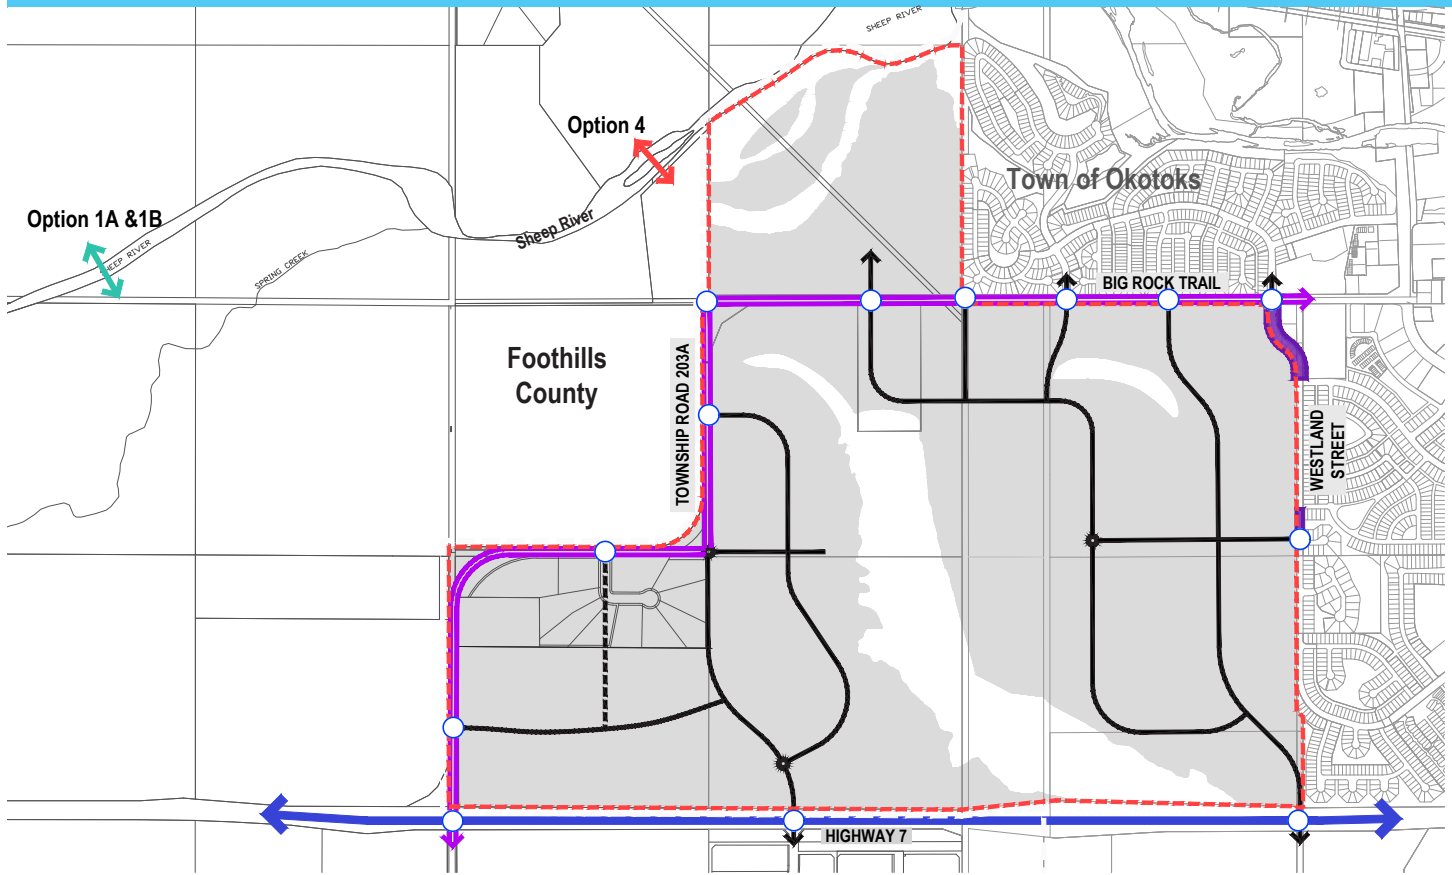 SHEEP RIVER
Option 4
Town of Okotoks
Option 1A &1B
Sheep River
SHEEP RIVER
SPRING CREEK
BIG ROCK TRAIL
Foothills
County
TOWNSHIP ROAD 203A
WESTLAND
STREET
HIGHWAY 7